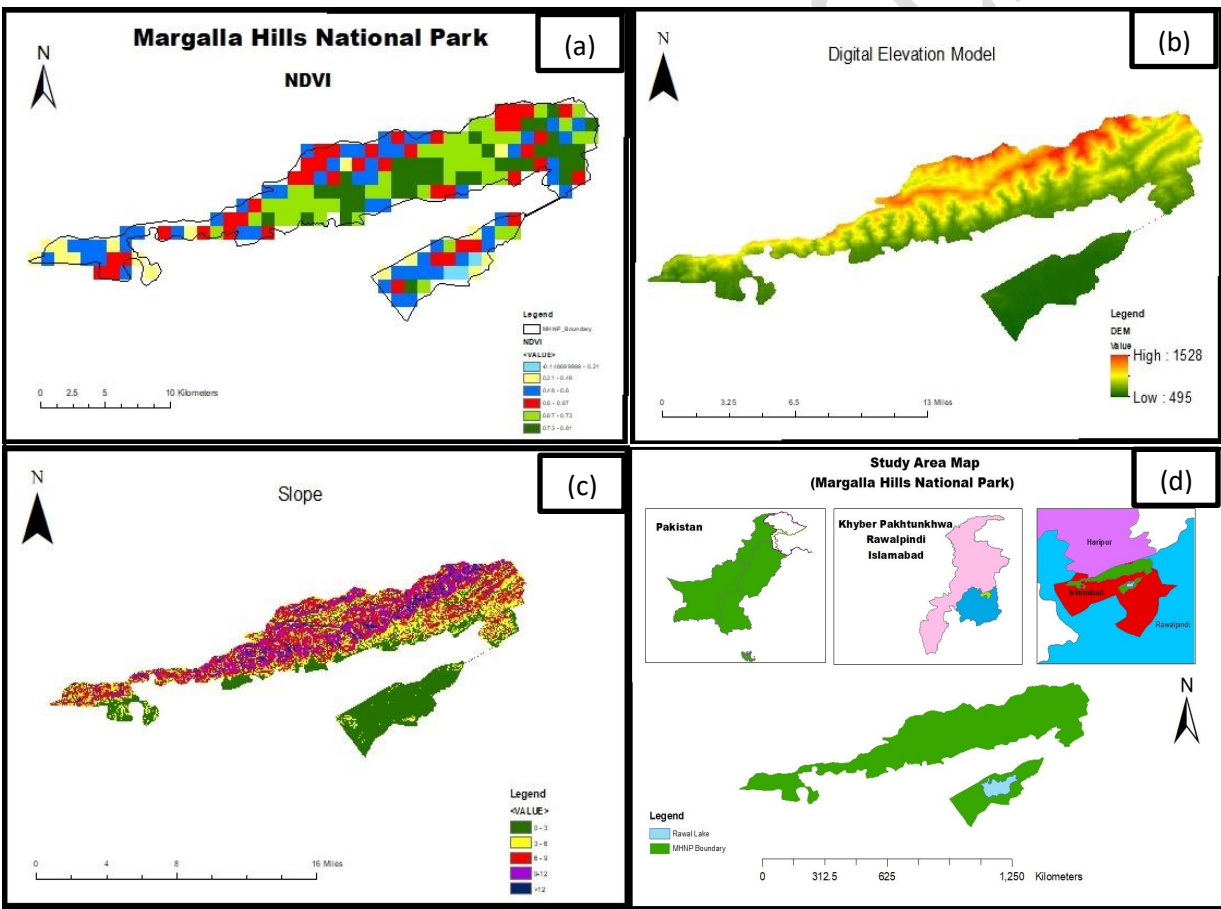 Margalla Hills National Park
(a)
N
NDVI
Legend
MHNP_Boundary
NDVI
<VALUE>
0.21 - 0.48
0.48 - 0.6
0.6 - 0.67
0.67 - 0.73
0.73 - 0.81
0 2.5 5 10 Kilometers
(b)
N
Digital Elevation Model
Legend
DEM
Value
High : 1528
Low : 495
0 3.25 6.5 13 Miles
(c)
N
Slope
Legend
<VALUE>
0 - 3
3 - 6
6 - 9
9-12
>12
0 4 8 16 Miles
Study Area Map
(Margalla Hills National Park)
(d)
Pakistan
Khyber Pakhtunkhwa
Rawalpindi
Islamabad
Haripur
Islamabad
Rawalpindi
N
Legend
Rawal Lake
MHNP Boundary
0 312.5 625 1,250 Kilometers